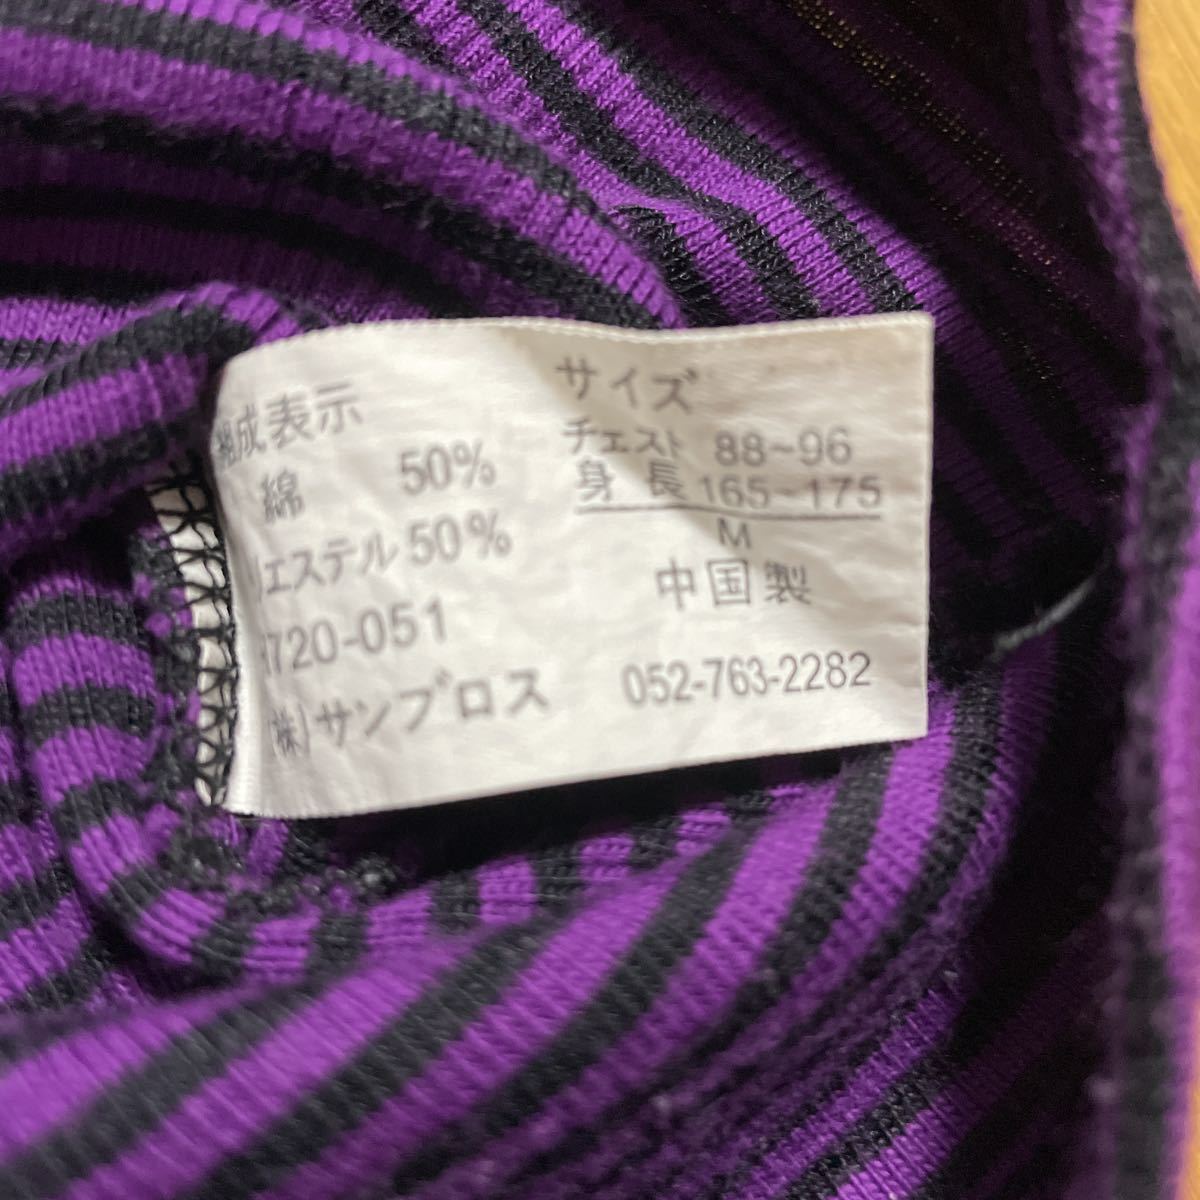 組成表示
綿 50%
エステル 50%
720-051
(株)サンブロス
サイズ
チェスト 88~96
身長 165~175
M
中国製
052-763-2282